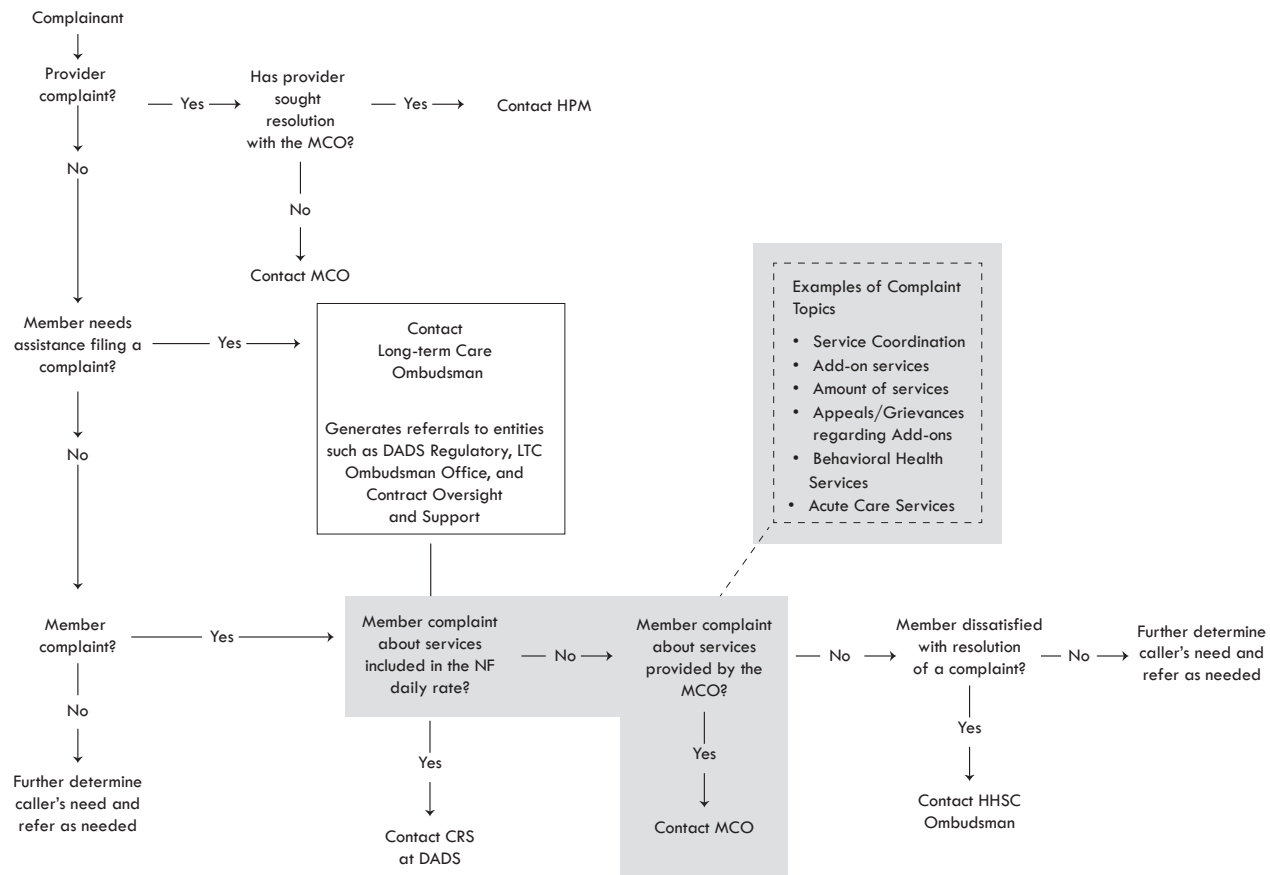 Complainant
Provider
complaint?
Yes
Has provider
sought
resolution
with the MCO?
Yes
Contact HPM
No
No
Contact MCO
Member needs
assistance filing a
complaint?
Yes
Contact
Long-term Care
Ombudsman
Generates referrals to entities
such as DADS Regulatory, LTC
Ombudsman Office, and
Contract Oversight
and Support
Examples of Complaint
Topics
• Service Coordination
• Add-on services
• Amount of services
• Appeals/Grievances
regarding Add-ons
• Behavioral Health
Services
• Acute Care Services
No
Member
complaint?
Yes
Member complaint
about services
included in the NF
daily rate?
No
Member complaint
about services
provided by the
MCO?
No
Member dissatisfied
with resolution
of a complaint?
No
Further determine
caller's need and
refer as needed
No
Further determine
caller's need and
refer as needed
Yes
Contact CRS
at DADS
Yes
Contact MCO
Yes
Contact HHSC
Ombudsman